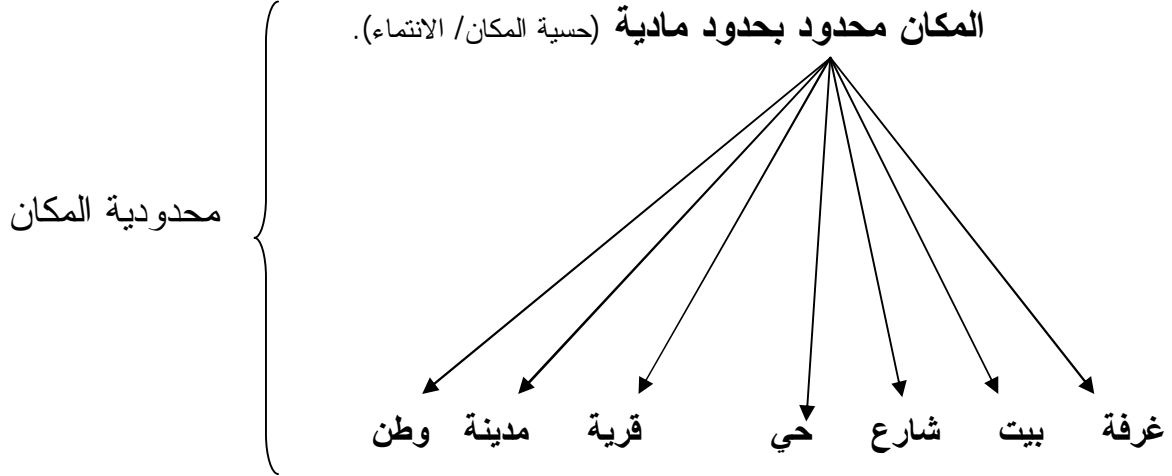 المكان محدود بحدود مادية (حسية المكان/ الانتماء).
محدودية المكان
غرفة بيت شارع حي قرية مدينة وطن